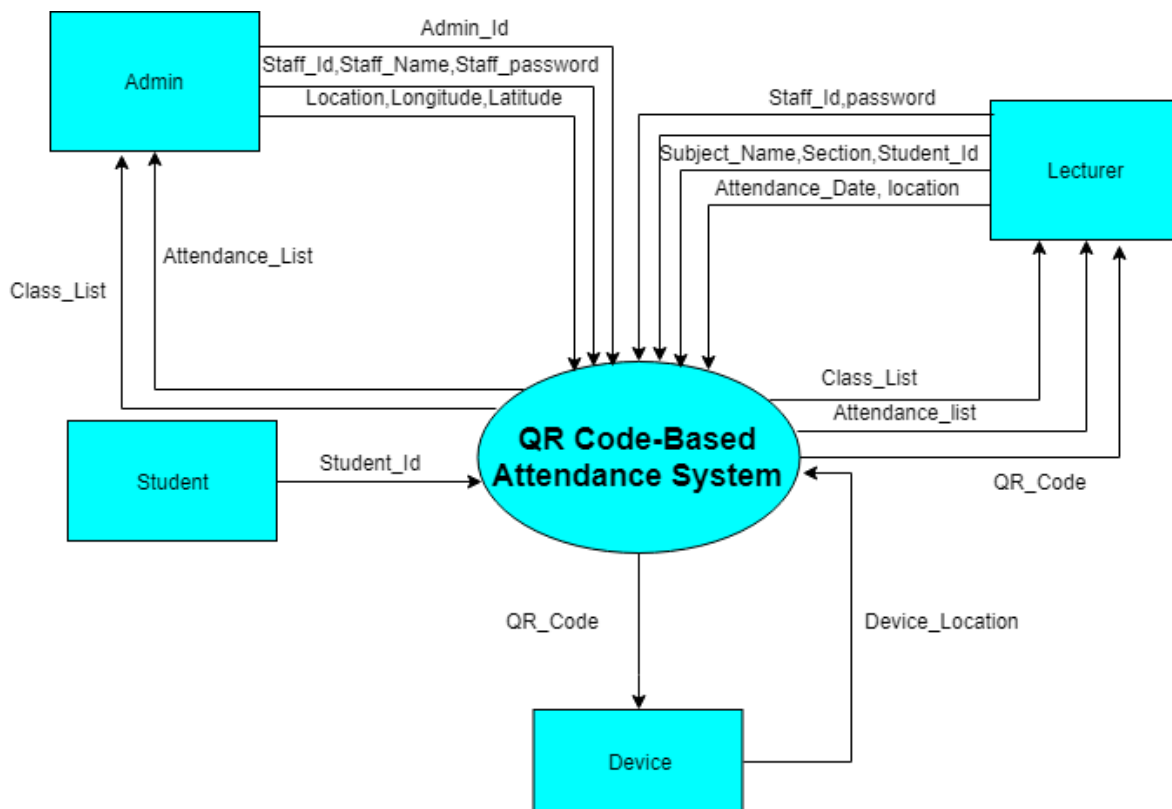 Admin_Id
Staff_Id,Staff_Name,Staff_password
Location,Longitude,Latitude
Admin
Staff_Id,password
Subject_Name,Section,Student_Id
Attendance_Date, location
Lecturer
Attendance_List
Class_List
Class_List
Attendance_list
QR_Code
QR Code-Based
Attendance System
Student_Id
Student
QR_Code
Device_Location
Device